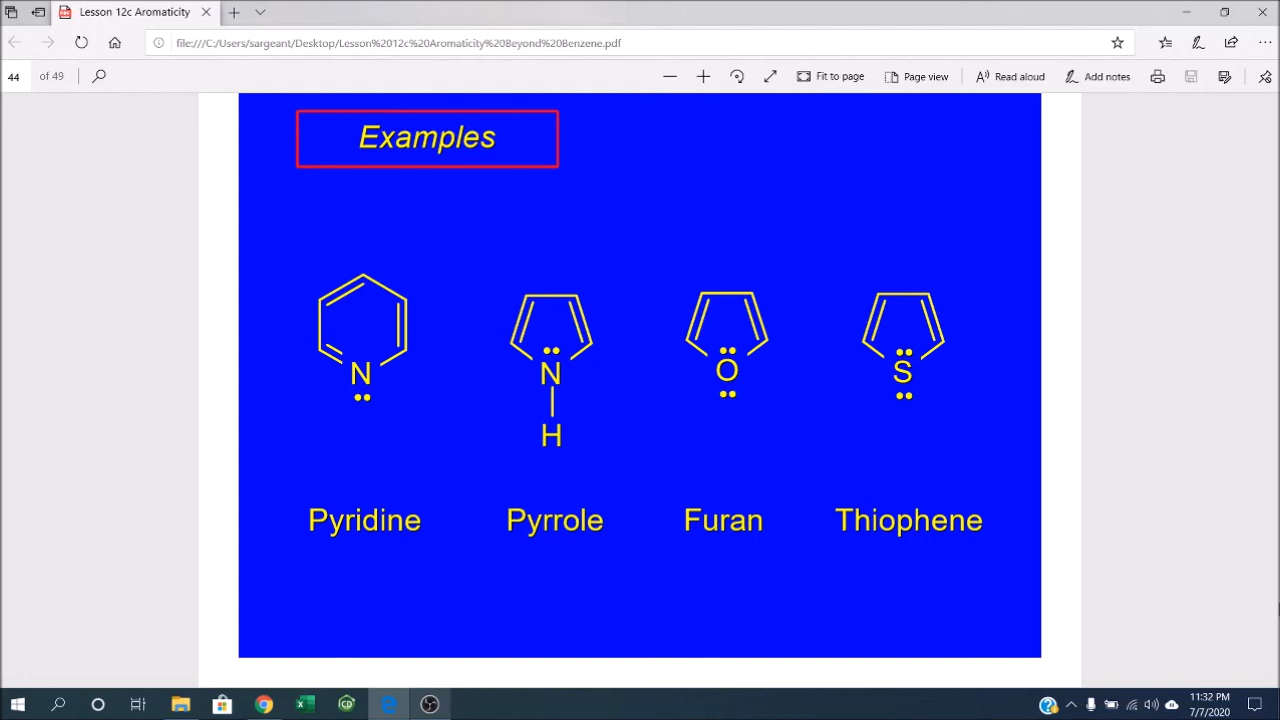 Lesson 12c Aromaticity
file:///C:/Users/sargeant/Desktop/Lesson%2012c%20Aromaticity%20Beyond%20Benzene.pdf
44 of 49 Fit to page Page view Read aloud Add notes
Examples
N N O S
H
Pyridine Pyrrole Furan Thiophene
11:32 PM
7/7/2020